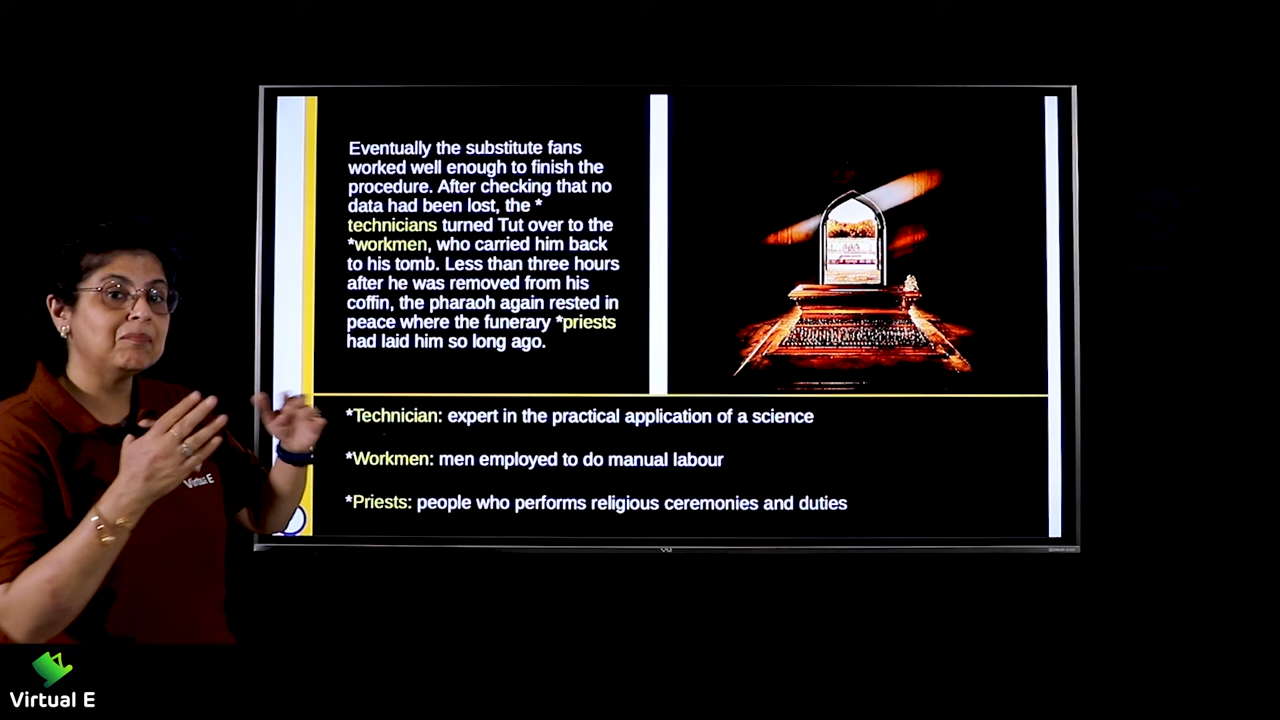 Eventually the substitute fans
worked well enough to finish the
procedure. After checking that no
data had been lost, the *
technicians turned Tut over to the
*workmen, who carried him back
to his tomb. Less than three hours
after he was removed from his
coffin, the pharaoh again rested in
peace where the funerary *priests
had laid him so long ago.
*Technician: expert in the practical application of a science
*Workmen: men employed to do manual labour
*Priests: people who performs religious ceremonies and duties
Virtual E
Virtual E